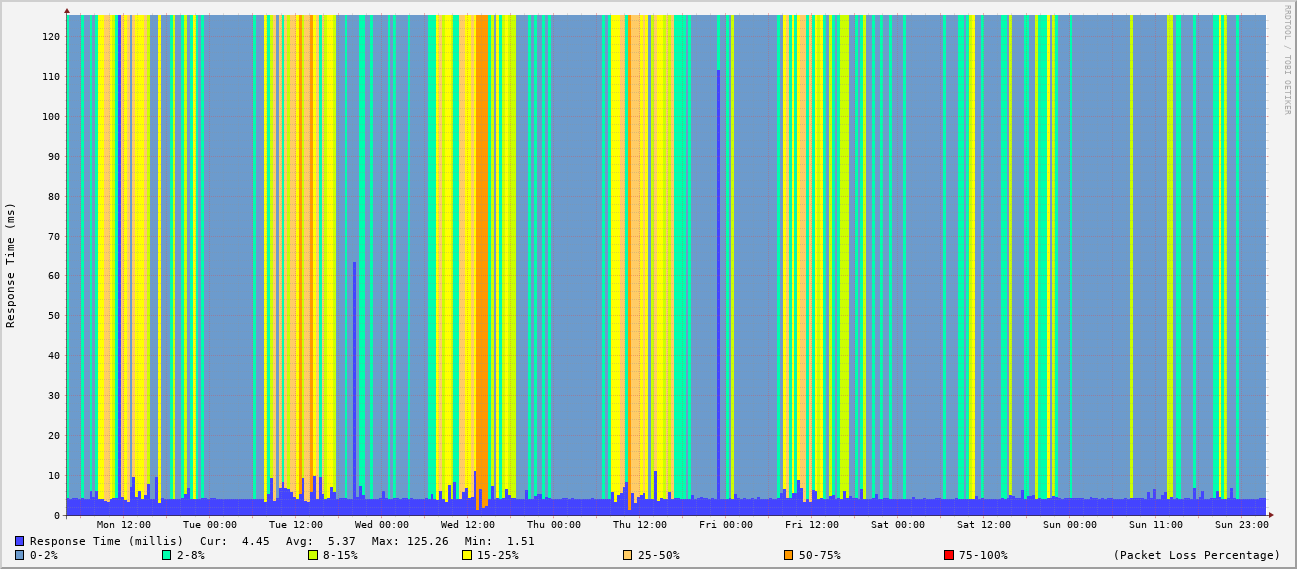 RRDTOOL / TOBI OETIKER
Response Time (ms)
120
110
100
90
80
70
60
50
40
30
20
10
0
Mon 12:00 Tue 00:00 Tue 12:00 Wed 00:00 Wed 12:00 Thu 00:00 Thu 12:00 Fri 00:00 Fri 12:00 Sat 00:00 Sat 12:00 Sun 00:00 Sun 11:00 Sun 23:00
Response Time (millis) Cur: 4.45 Avg: 5.37 Max: 125.26 Min: 1.51
0-2% 2-8% 8-15% 15-25% 25-50% 50-75% 75-100% (Packet Loss Percentage)